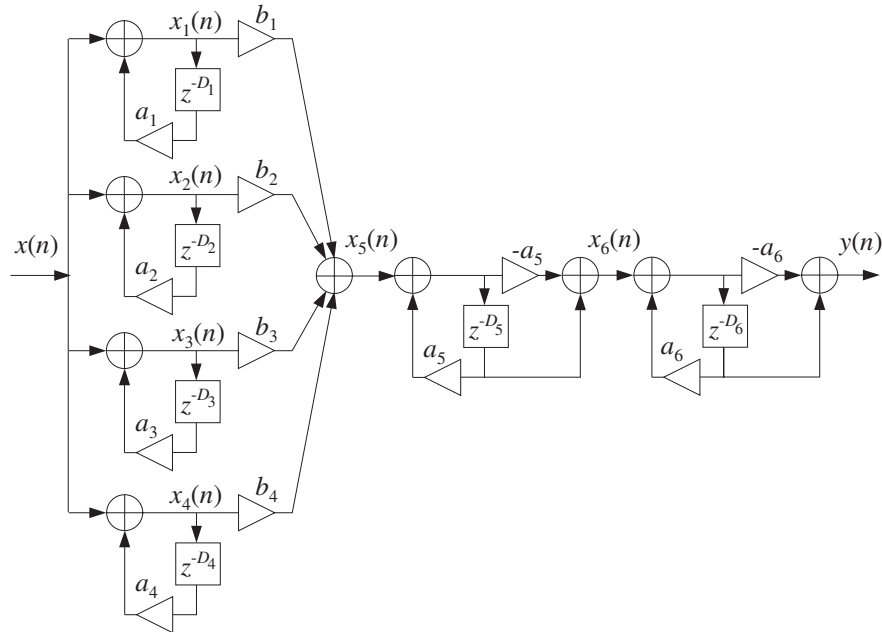 x₁(n) b₁
z⁻ᴰ¹
a₁
x₂(n) b₂
z⁻ᴰ²
a₂
x(n)
x₅(n) -a₅ x₆(n) -a₆ y(n)
z⁻ᴰ⁵ z⁻ᴰ⁶
a₅ a₆
x₃(n) b₃
z⁻ᴰ³
a₃
x₄(n) b₄
z⁻ᴰ⁴
a₄